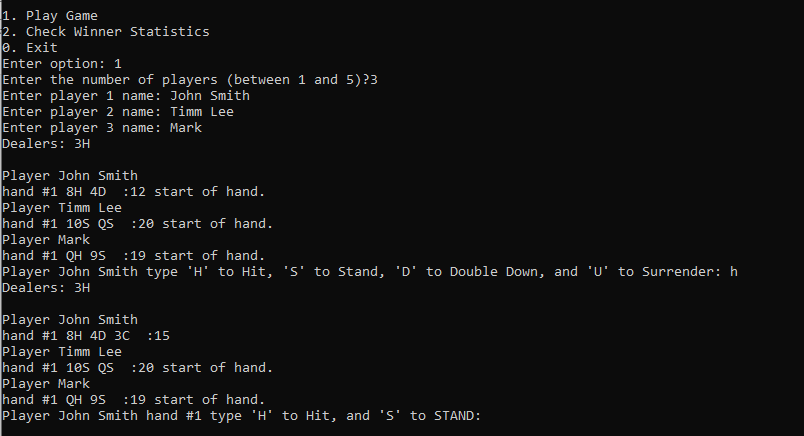 1. Play Game
2. Check Winner Statistics
0. Exit
Enter option: 1
Enter the number of players (between 1 and 5)?3
Enter player 1 name: John Smith
Enter player 2 name: Timm Lee
Enter player 3 name: Mark
Dealers: 3H

Player John Smith
hand #1 8H 4D  :12 start of hand.
Player Timm Lee
hand #1 10S QS  :20 start of hand.
Player Mark
hand #1 QH 9S  :19 start of hand.
Player John Smith type 'H' to Hit, 'S' to Stand, 'D' to Double Down, and 'U' to Surrender: h
Dealers: 3H

Player John Smith
hand #1 8H 4D 3C  :15
Player Timm Lee
hand #1 10S QS  :20 start of hand.
Player Mark
hand #1 QH 9S  :19 start of hand.
Player John Smith hand #1 type 'H' to Hit, and 'S' to STAND: